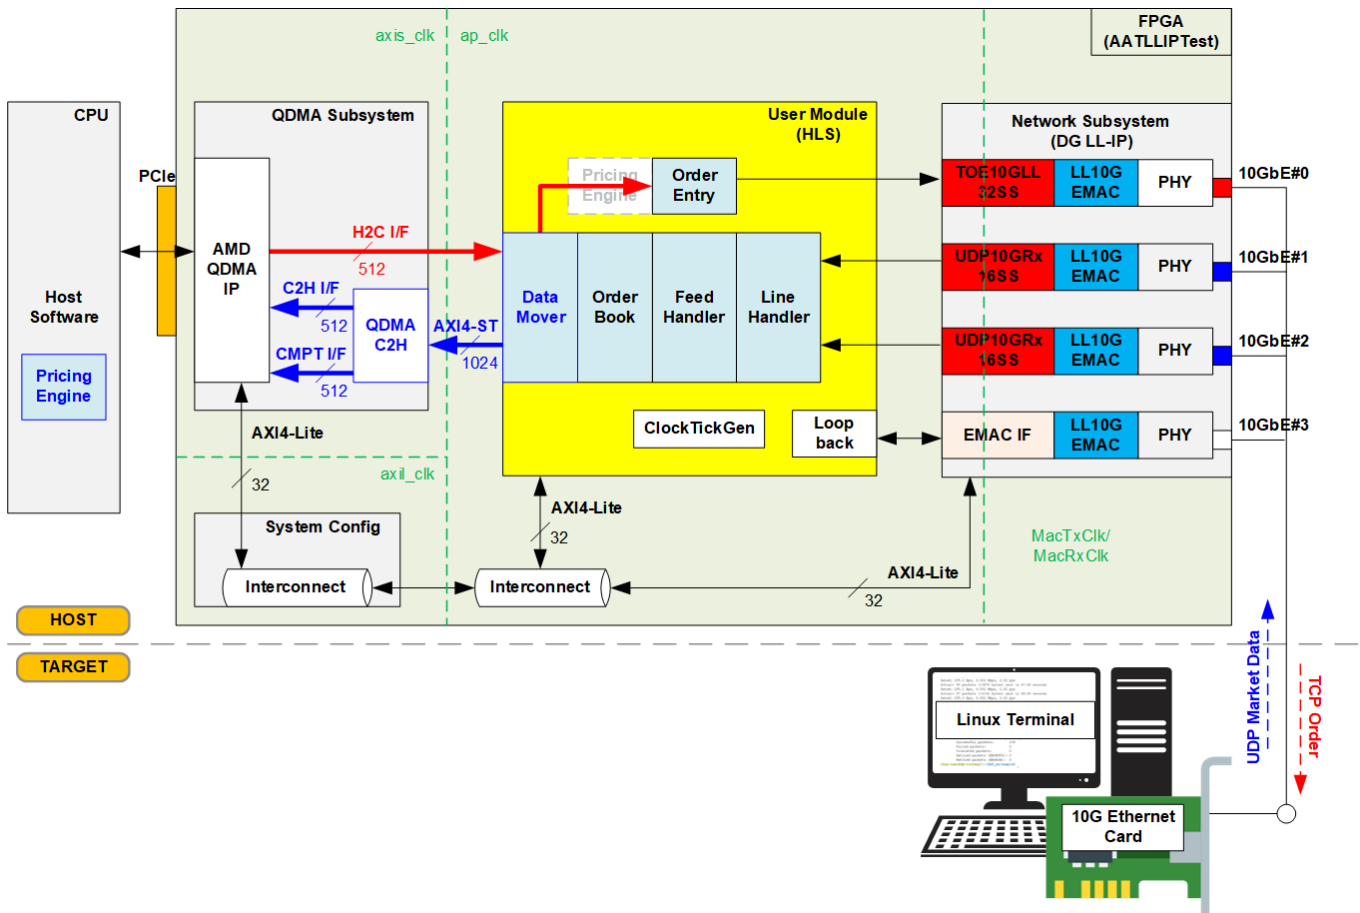 FPGA
(AATLLIPTest)
axis_clk
ap_clk
CPU
QDMA Subsystem
User Module
(HLS)
Network Subsystem
(DG LL-IP)
PCIe
Pricing
Engine
Order
Entry
TOE10GLL
32SS
LL10G
EMAC
PHY
10GbE#0
AMD
QDMA
IP
H2C I/F
512
C2H I/F
512
QDMA
C2H
CMPT I/F
512
AXI4-ST
1024
Data
Mover
Order
Book
Feed
Handler
Line
Handler
UDP10GRx
16SS
LL10G
EMAC
PHY
10GbE#1
Host
Software
Pricing
Engine
UDP10GRx
16SS
LL10G
EMAC
PHY
10GbE#2
ClockTickGen
Loop
back
EMAC IF
LL10G
EMAC
PHY
10GbE#3
AXI4-Lite
32
axil_clk
System Config
Interconnect
AXI4-Lite
32
Interconnect
AXI4-Lite
32
MacTxClk/
MacRxClk
HOST
TARGET
UDP Market Data
TCP Order
Linux Terminal
10G Ethernet
Card